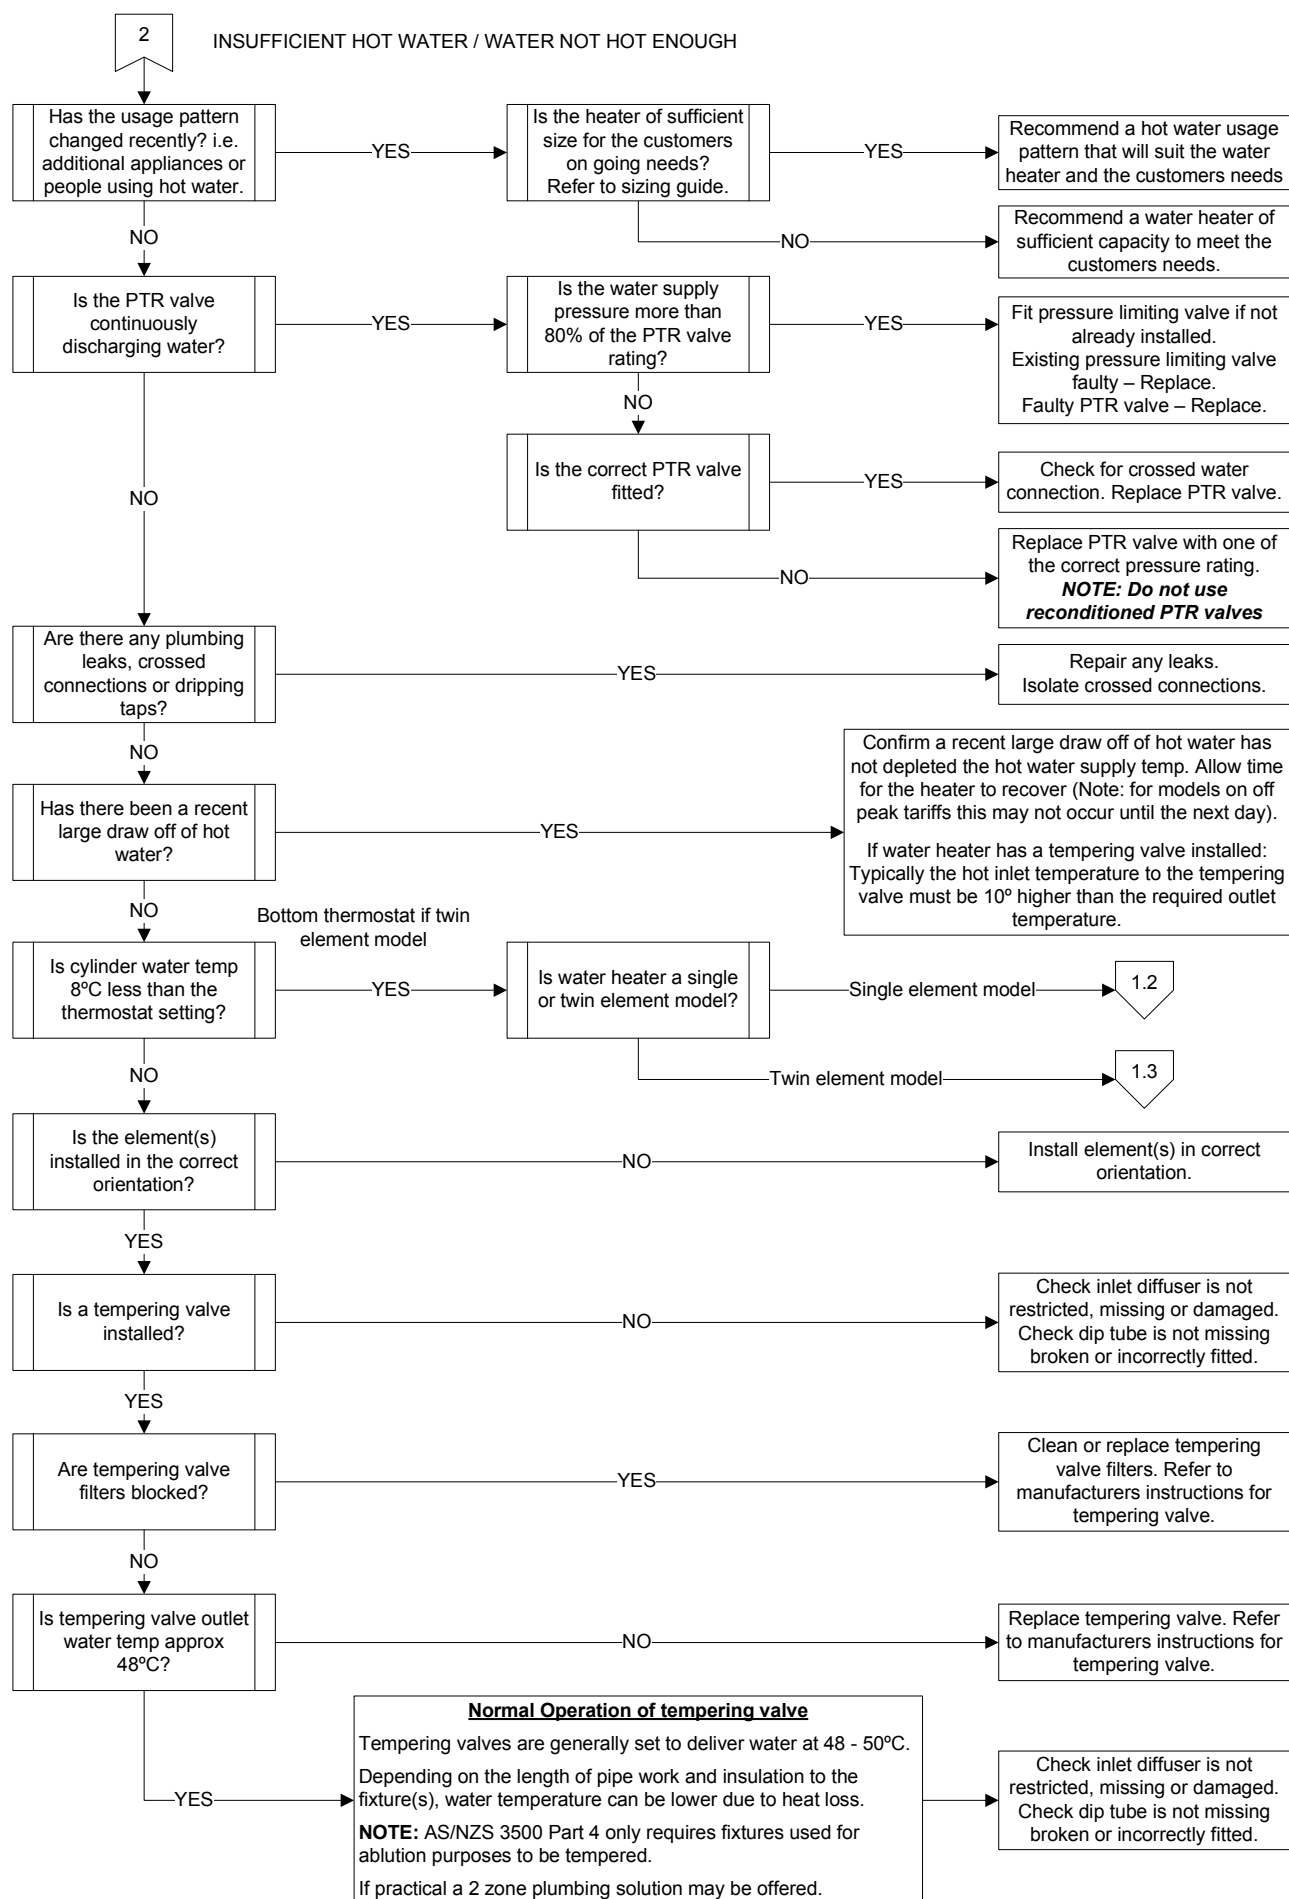 2
INSUFFICIENT HOT WATER / WATER NOT HOT ENOUGH
Has the usage pattern
changed recently? i.e.
additional appliances or
people using hot water.
YES
Is the heater of sufficient
size for the customers
on going needs?
Refer to sizing guide.
YES
Recommend a hot water usage
pattern that will suit the water
heater and the customers needs
NO
Recommend a water heater of
sufficient capacity to meet the
customers needs.
NO
Is the PTR valve
continuously
discharging water?
YES
Is the water supply
pressure more than
80% of the PTR valve
rating?
YES
Fit pressure limiting valve if not
already installed.
Existing pressure limiting valve
faulty – Replace.
Faulty PTR valve – Replace.
NO
Is the correct PTR valve
fitted?
YES
Check for crossed water
connection. Replace PTR valve.
NO
Replace PTR valve with one of
the correct pressure rating.
NOTE: Do not use
reconditioned PTR valves
NO
Are there any plumbing
leaks, crossed
connections or dripping
taps?
YES
Repair any leaks.
Isolate crossed connections.
NO
Has there been a recent
large draw off of hot
water?
YES
Confirm a recent large draw off of hot water has
not depleted the hot water supply temp. Allow time
for the heater to recover (Note: for models on off
peak tariffs this may not occur until the next day).
If water heater has a tempering valve installed:
Typically the hot inlet temperature to the tempering
valve must be 10º higher than the required outlet
temperature.
NO
Bottom thermostat if twin
element model
Is cylinder water temp
8ºC less than the
thermostat setting?
YES
Is water heater a single
or twin element model?
Single element model
1.2
Twin element model
1.3
NO
Is the element(s)
installed in the correct
orientation?
NO
Install element(s) in correct
orientation.
YES
Is a tempering valve
installed?
NO
Check inlet diffuser is not
restricted, missing or damaged.
Check dip tube is not missing
broken or incorrectly fitted.
YES
Are tempering valve
filters blocked?
YES
Clean or replace tempering
valve filters. Refer to
manufacturers instructions for
tempering valve.
NO
Is tempering valve outlet
water temp approx
48ºC?
NO
Replace tempering valve. Refer
to manufacturers instructions for
tempering valve.
YES
Normal Operation of tempering valve
Tempering valves are generally set to deliver water at 48 - 50ºC.
Depending on the length of pipe work and insulation to the
fixture(s), water temperature can be lower due to heat loss.
NOTE: AS/NZS 3500 Part 4 only requires fixtures used for
ablution purposes to be tempered.
If practical a 2 zone plumbing solution may be offered.
Check inlet diffuser is not
restricted, missing or damaged.
Check dip tube is not missing
broken or incorrectly fitted.